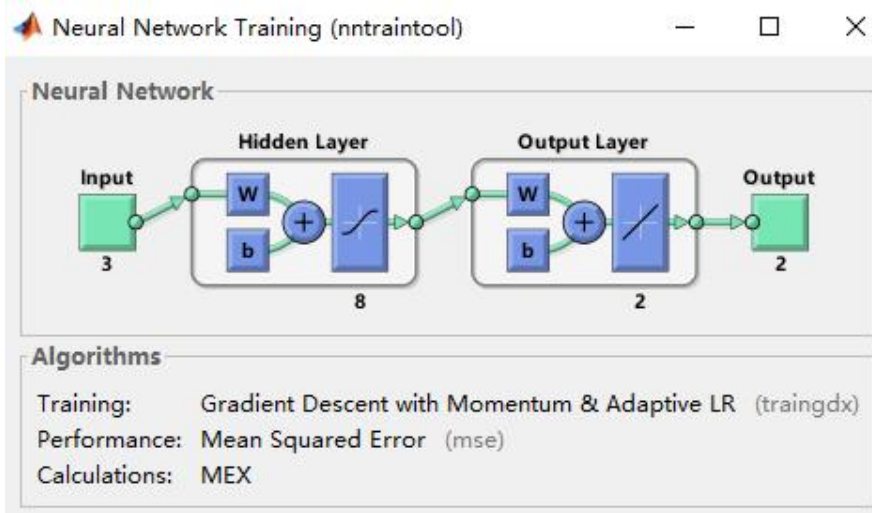 Neural Network Training (nntraintool)
Neural Network
Hidden Layer
Output Layer
Input
Output
W
b
+
W
b
+
3
8
2
2
Algorithms
Training: Gradient Descent with Momentum & Adaptive LR (traingdx)
Performance: Mean Squared Error (mse)
Calculations: MEX